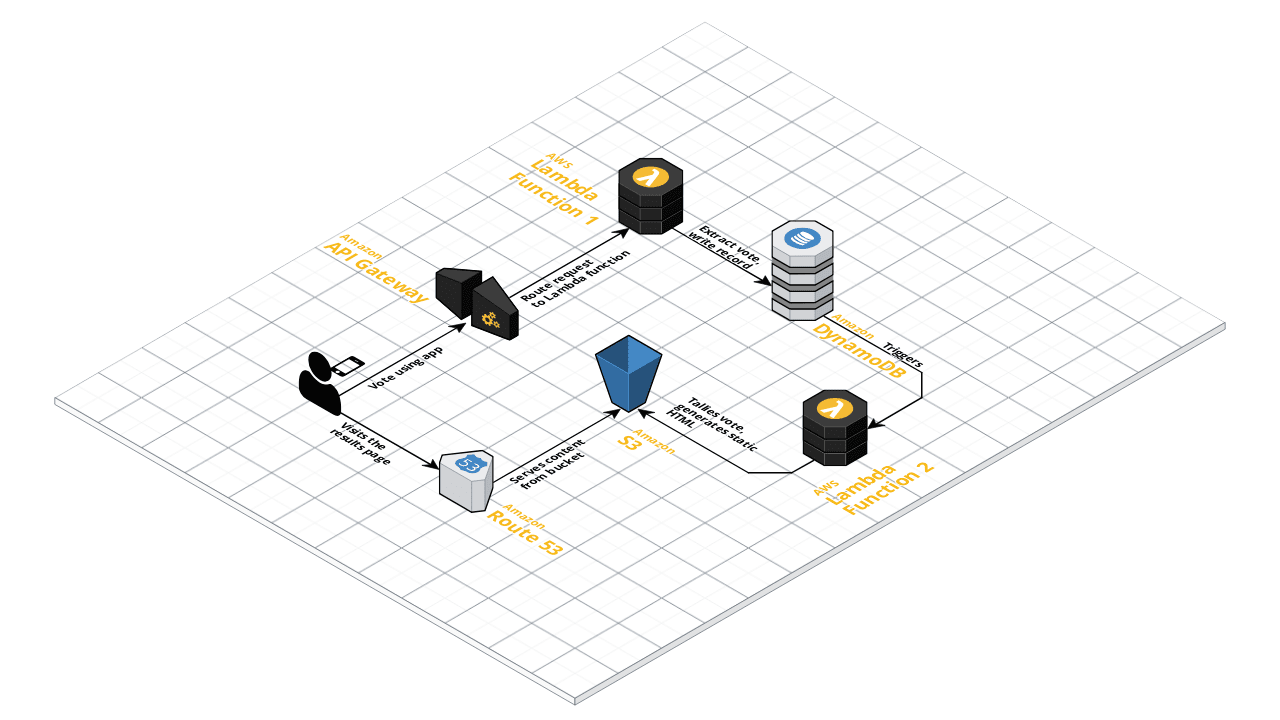 AWS
Lambda
Function 1
Amazon
API Gateway
Route request
to Lambda function
Extract vote,
write record
Amazon
DynamoDB
Triggers
Vote using app
Visits the
results page
53
Amazon
Route 53
Serves content
from bucket
Amazon
S3
Tallies vote,
generates static
HTML
λ
λ
AWS
Lambda
Function 2